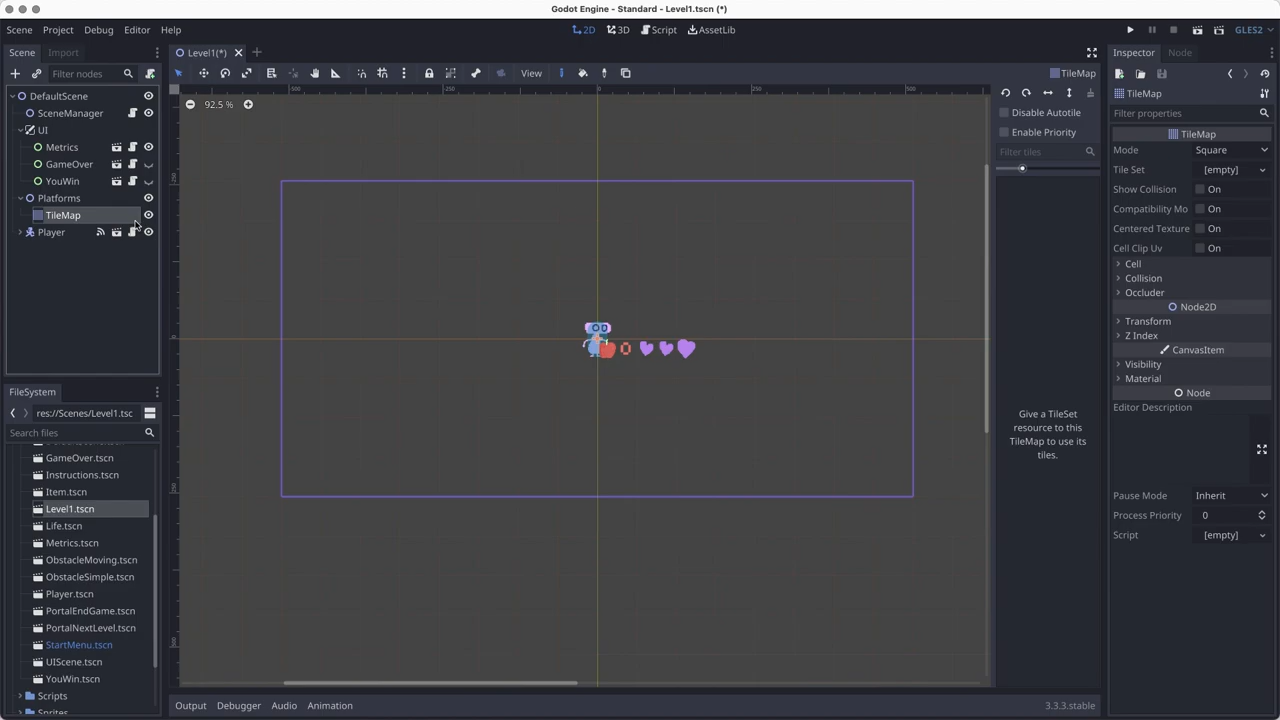 Godot Engine - Standard - Level1.tscn (*)
Scene Project Debug Editor Help
2D 3D Script AssetLib
GLES2
Scene Import
Level1(*)
Inspector Node
Filter nodes
View
TileMap
92.5 %
-500 -250 0 250 500
DefaultScene
SceneManager
UI
Metrics
GameOver
YouWin
Platforms
TileMap
Player
Disable Autotile
Enable Priority
Filter tiles
Give a TileSet
resource to this
TileMap to use its
tiles.
TileMap
Filter properties
TileMap
Mode Square
Tile Set [empty]
Show Collision On
Compatibility Mo On
Centered Texture On
Cell Clip Uv On
Cell
Collision
Occluder
Node2D
Transform
Z Index
CanvasItem
Visibility
Material
Node
Editor Description
Pause Mode Inherit
Process Priority 0
Script [empty]
FileSystem
res://Scenes/Level1.tsc
Search files
GameOver.tscn
Instructions.tscn
Item.tscn
Level1.tscn
Life.tscn
Metrics.tscn
ObstacleMoving.tscn
ObstacleSimple.tscn
Player.tscn
PortalEndGame.tscn
PortalNextLevel.tscn
StartMenu.tscn
UIScene.tscn
YouWin.tscn
Scripts
Sprites
Output Debugger Audio Animation
3.3.3.stable